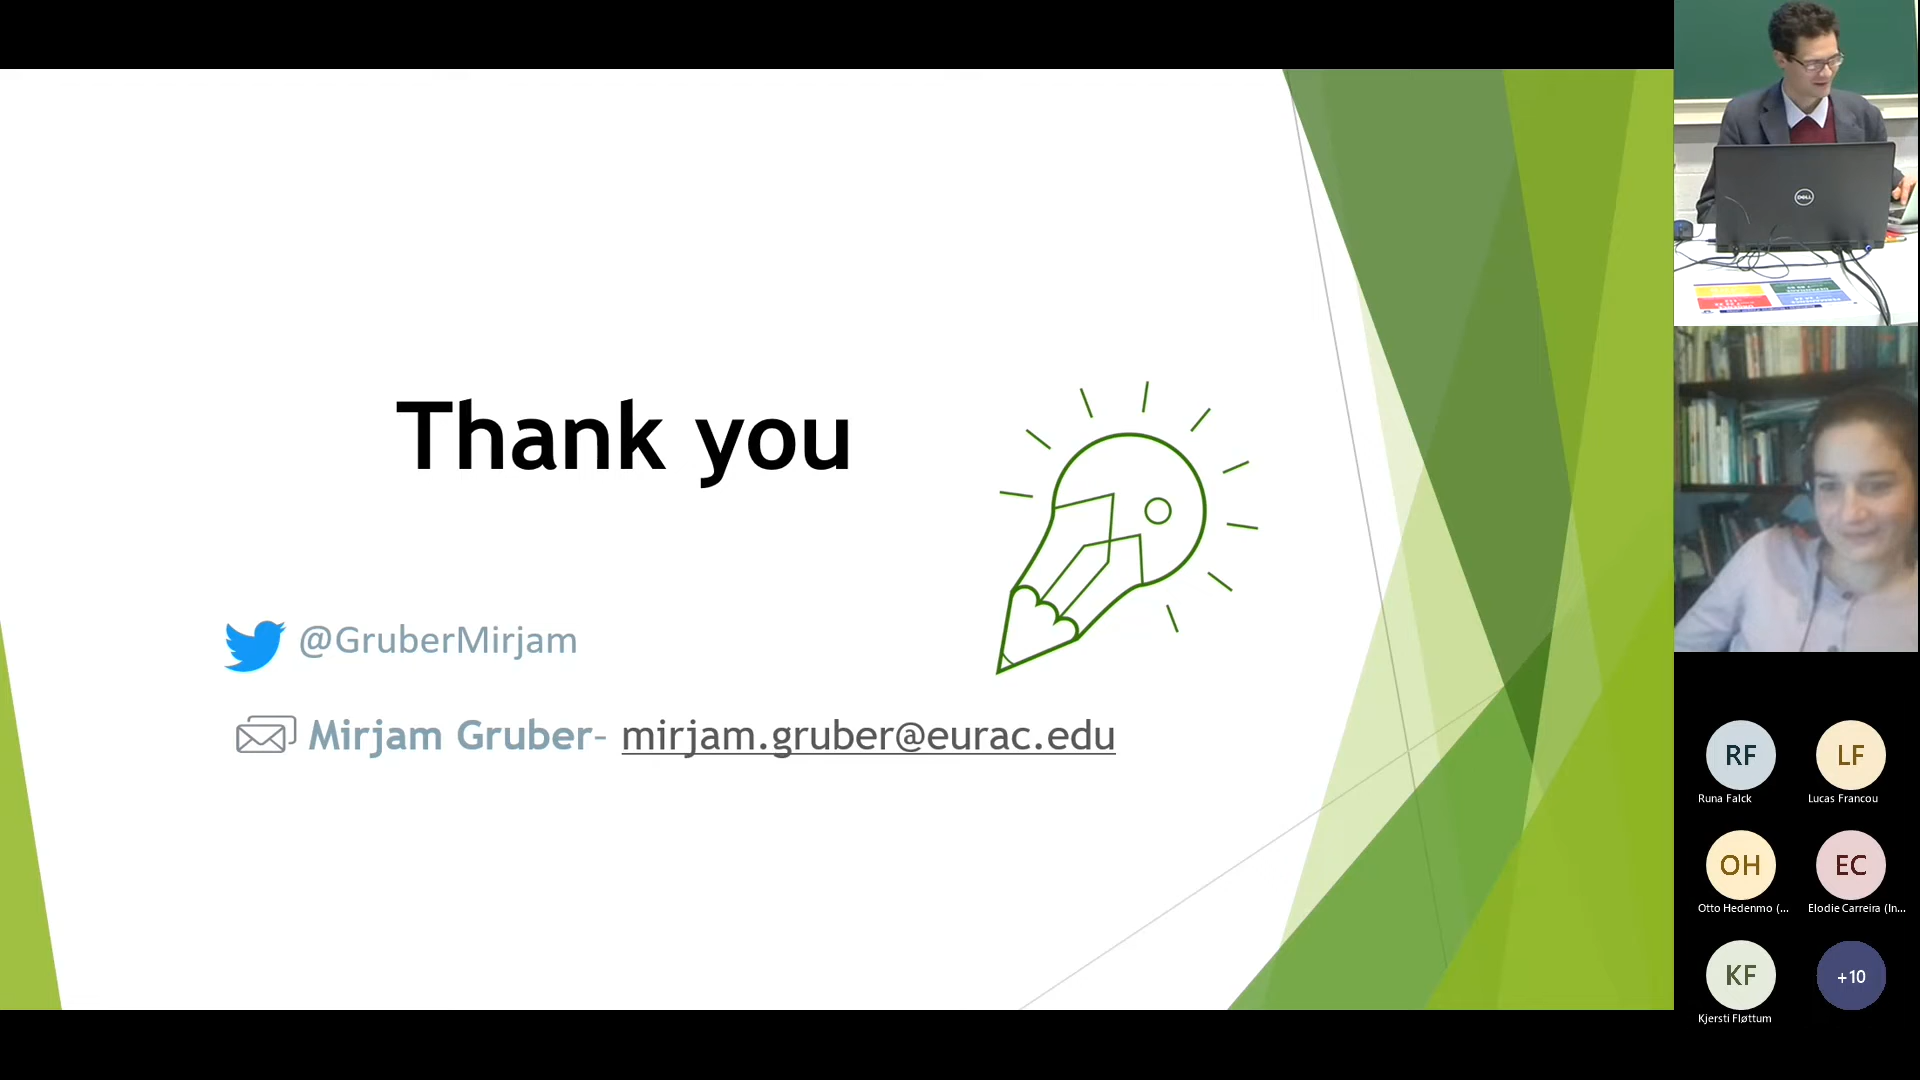 Thank you
@GruberMirjam
Mirjam Gruber- mirjam.gruber@eurac.edu
DELL
RF
LF
Runa Falck
Lucas Francou
OH
EC
Otto Hedenmo (...
Elodie Carreira (In...
KF
+10
Kjersti Fløttum